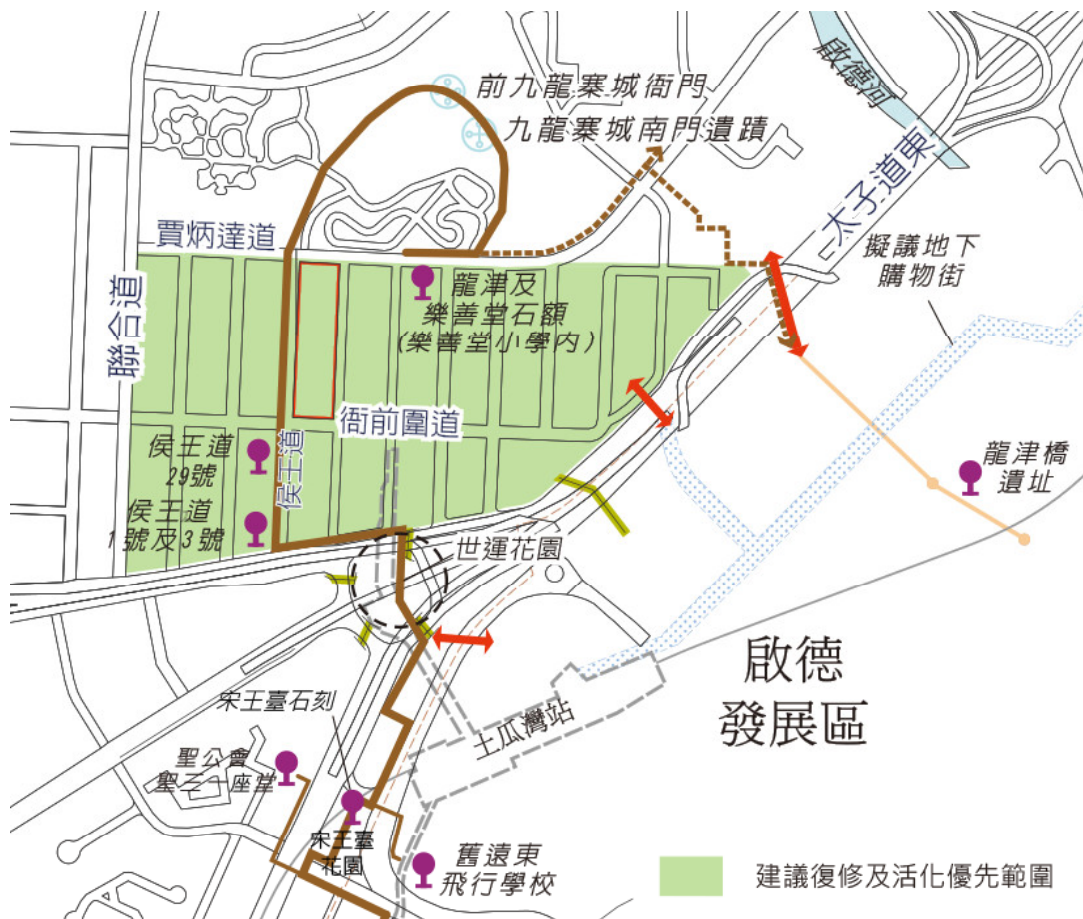 啟德河
前九龍寨城衙門
九龍寨城南門遺蹟
太子道東
賈炳達道
擬議地下
購物街
聯合道
龍津及
樂善堂石額
(樂善堂小學內)
衙前圍道
侯王道
29號
侯王道
侯王道
1號及3號
龍津橋
遺址
世運花園
啟德
發展區
宋王臺石刻
土瓜灣站
聖公會
聖三一座堂
宋王臺
花園
舊遠東
飛行學校
建議復修及活化優先範圍